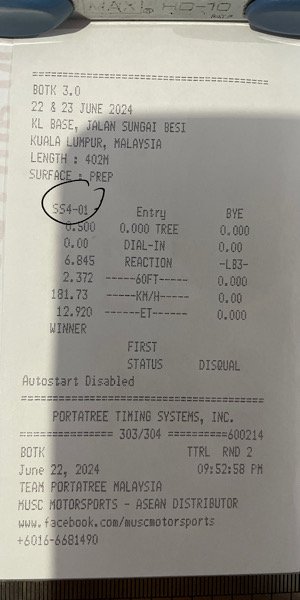 MAXI HD-10
==================================
BOTK 3.0
22 & 23 JUNE 2024
KL BASE, JALAN SUNGAI BESI
KUALA LUMPUR, MALAYSIA
LENGTH : 402M
SURFACE : PREP
SS4-01 Entry BYE
0.500 0.000 TREE 0.000
0.00 DIAL-IN 0.00
6.845 REACTION -LB3-
2.372 -----60FT----- 0.000
181.73 -----KM/H----- 0.00
12.920 ------ET------ 0.000
WINNER
FIRST
STATUS DISQUAL
Autostart Disabled
==================================
PORTATREE TIMING SYSTEMS, INC.
============== 303/304 =========600214
BOTK TTRL RND 2
June 22, 2024 09:52:58 PM
TEAM PORTATREE MALAYSIA
MUSC MOTORSPORTS - ASEAN DISTRIBUTOR
www.facebook.com/muscmotorsports
+6016-6681490